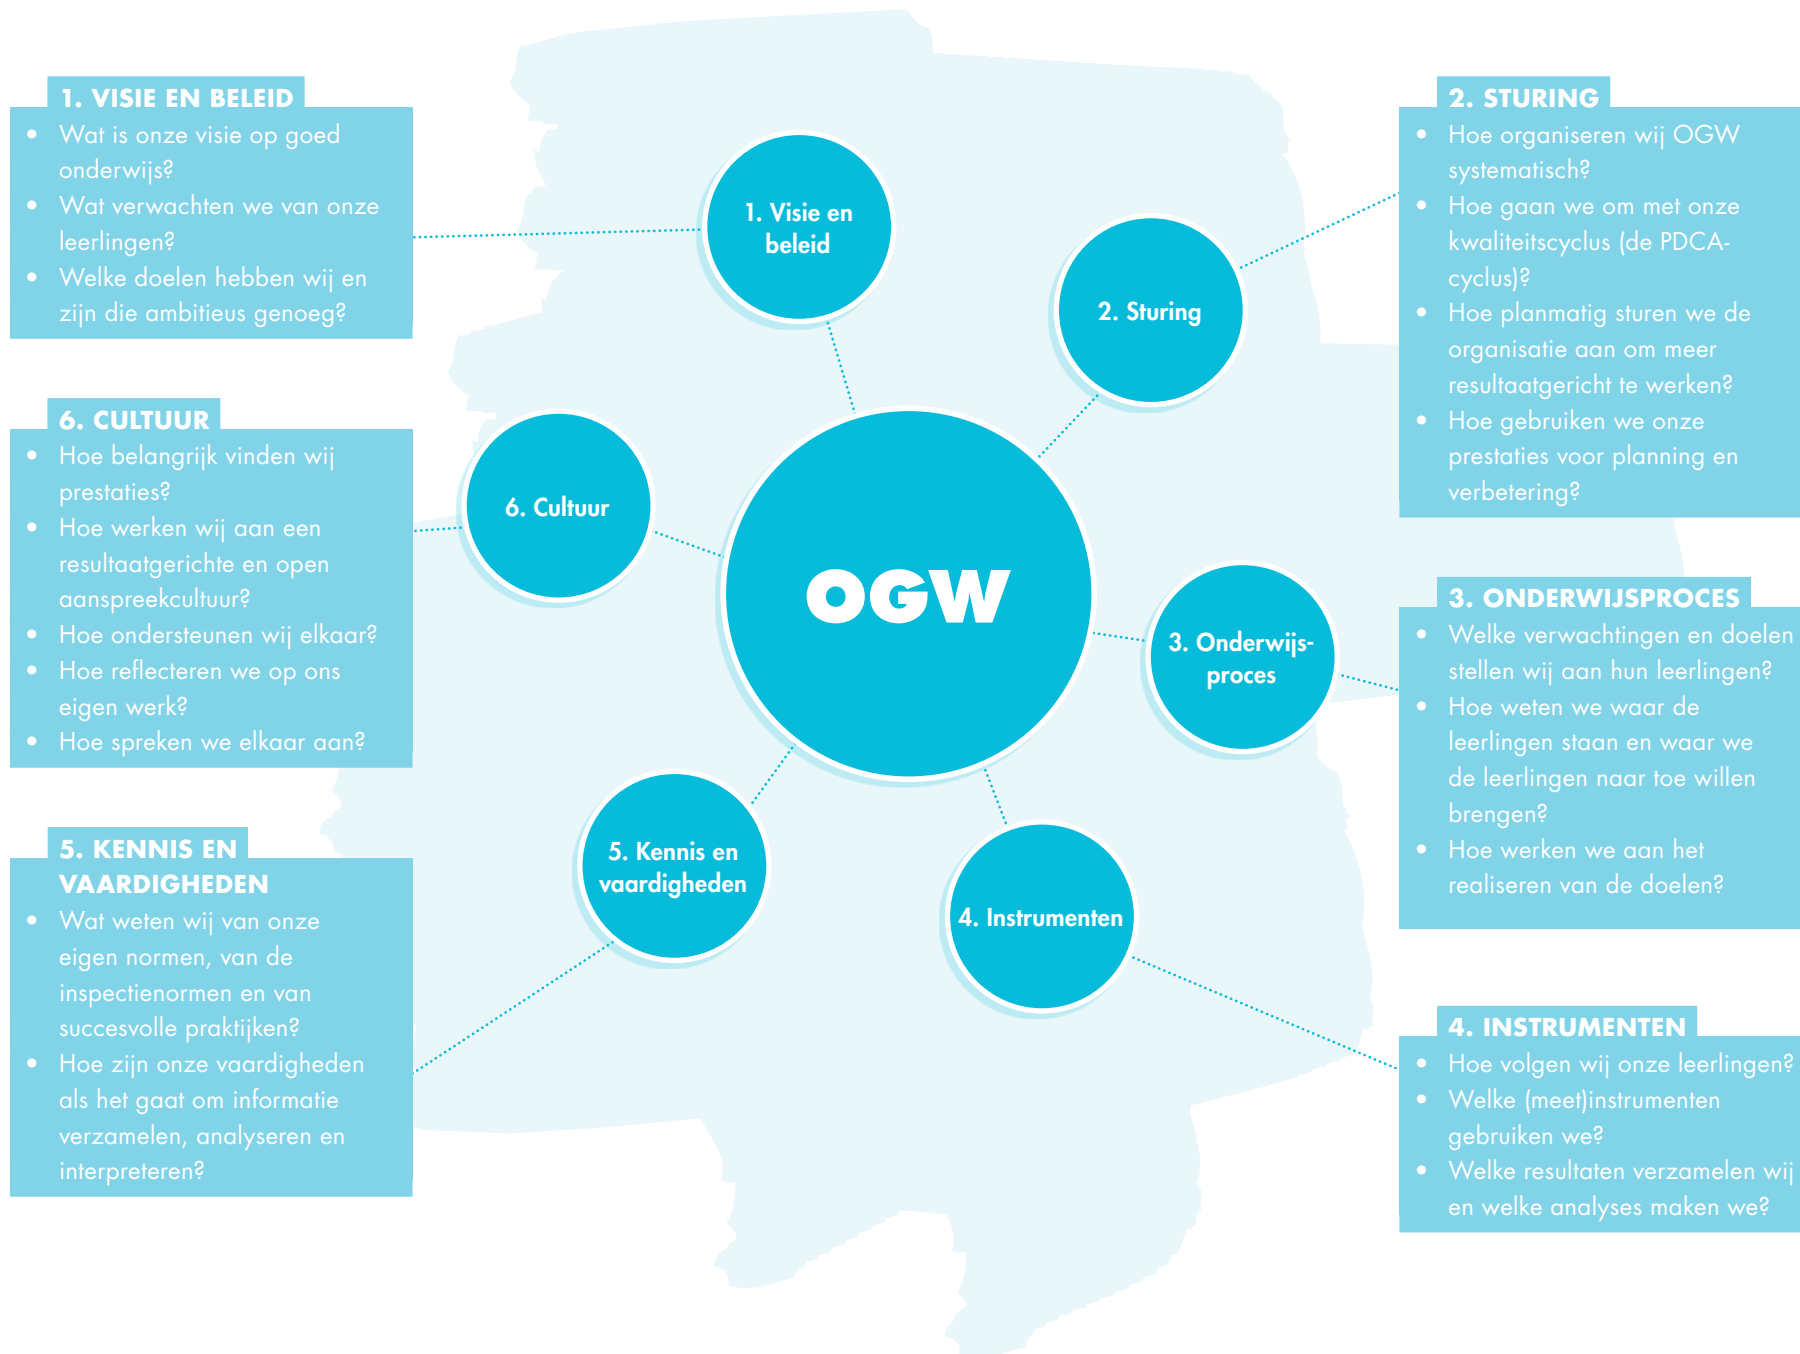 1. VISIE EN BELEID
• Wat is onze visie op goed
onderwijs?
• Wat verwachten we van onze
leerlingen?
• Welke doelen hebben wij en
zijn die ambitieus genoeg?
6. CULTUUR
• Hoe belangrijk vinden wij
prestaties?
• Hoe werken wij aan een
resultaatgerichte en open
aanspreekcultuur?
• Hoe ondersteunen wij elkaar?
• Hoe reflecteren we op ons
eigen werk?
• Hoe spreken we elkaar aan?
5. KENNIS EN
VAARDIGHEDEN
• Wat weten wij van onze
eigen normen, van de
inspectienormen en van
succesvolle praktijken?
• Hoe zijn onze vaardigheden
als het gaat om informatie
verzamelen, analyseren en
interpreteren?
1. Visie en
beleid
2. Sturing
6. Cultuur
OGW
3. Onderwijs-
proces
5. Kennis en
vaardigheden
4. Instrumenten
2. STURING
• Hoe organiseren wij OGW
systematisch?
• Hoe gaan we om met onze
kwaliteitscyclus (de PDCA-
cyclus)?
• Hoe planmatig sturen we de
organisatie aan om meer
resultaatgericht te werken?
• Hoe gebruiken we onze
prestaties voor planning en
verbetering?
3. ONDERWIJSPROCES
• Welke verwachtingen en doelen
stellen wij aan hun leerlingen?
• Hoe weten we waar de
leerlingen staan en waar we
de leerlingen naar toe willen
brengen?
• Hoe werken we aan het
realiseren van de doelen?
4. INSTRUMENTEN
• Hoe volgen wij onze leerlingen?
• Welke (meet)instrumenten
gebruiken we?
• Welke resultaten verzamelen wij
en welke analyses maken we?